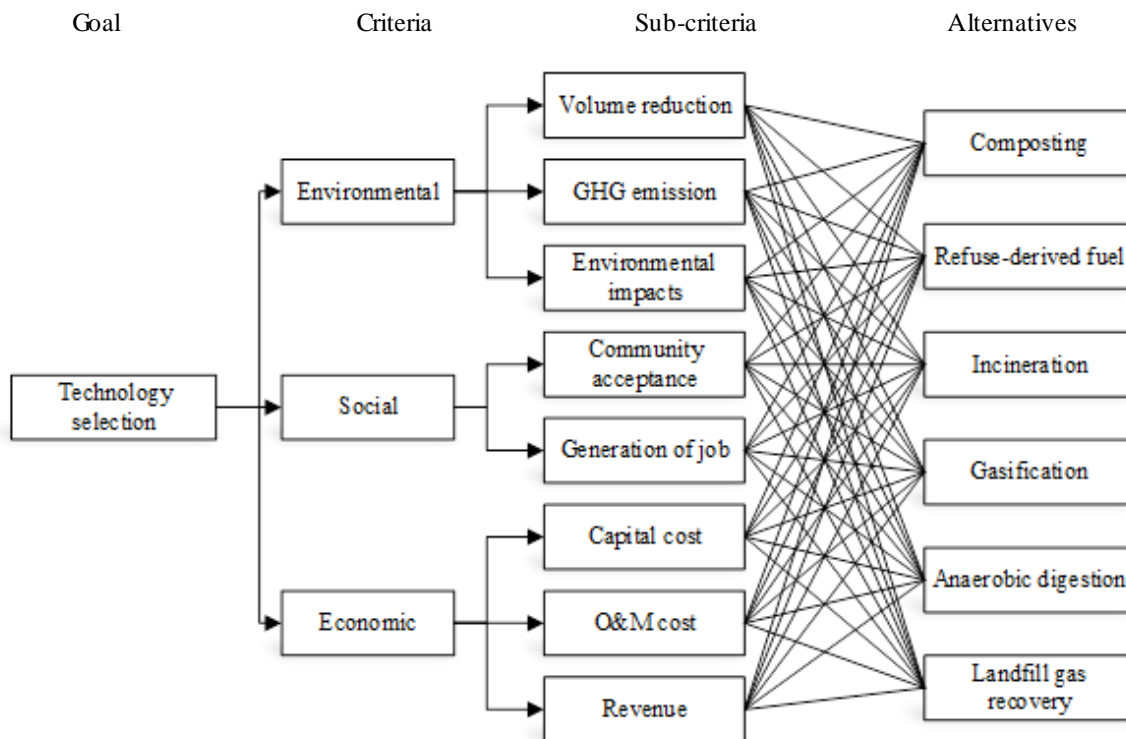 Goal
Criteria
Sub-criteria
Alternatives
Technology
selection
Environmental
Social
Economic
Volume reduction
GHG emission
Environmental
impacts
Community
acceptance
Generation of job
Capital cost
O&M cost
Revenue
Composting
Refuse-derived fuel
Incineration
Gasification
Anaerobic digestion
Landfill gas
recovery